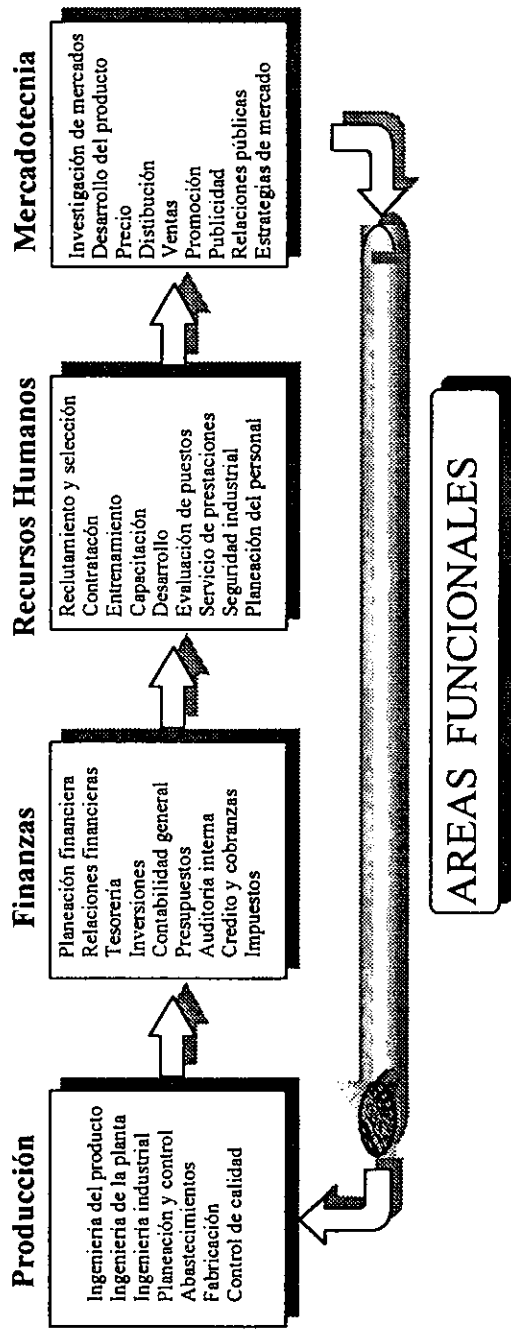 Producción
Ingeniería del producto
Ingeniería de la planta
Ingeniería industrial
Planeación y control
Abastecimientos
Fabricación
Control de calidad
Finanzas
Planeación financiera
Relaciones financieras
Tesorería
Inversiones
Contabilidad general
Presupuestos
Auditoría interna
Credito y cobranzas
Impuestos
Recursos Humanos
Reclutamiento y selección
Contratacón
Entrenamiento
Capacitación
Desarrollo
Evaluación de puestos
Servicio de prestaciones
Seguridad industrial
Planeación del personal
Mercadotecnia
Investigación de mercados
Desarrollo del producto
Precio
Distibución
Ventas
Promoción
Publicidad
Relaciones públicas
Estrategias de mercado
AREAS FUNCIONALES